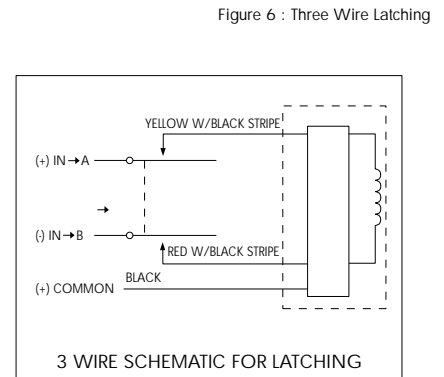 Figure 6 : Three Wire Latching
YELLOW W/BLACK STRIPE
(+) IN→A
→
(-) IN→B
RED W/BLACK STRIPE
BLACK
(+) COMMON
3 WIRE SCHEMATIC FOR LATCHING